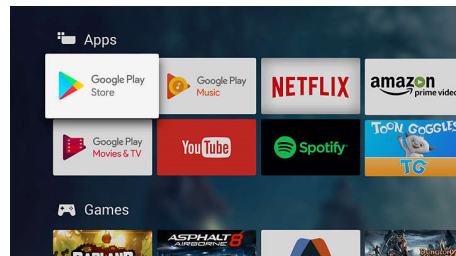 Apps
Google Play
Store
Google Play
Music
NETFLIX
amazon
prime video
Google Play
Movies & TV
YouTube
Spotify
TOON GOGGLES
TG
Games
BADLAND
ASPHALT 8
AIRBORNE